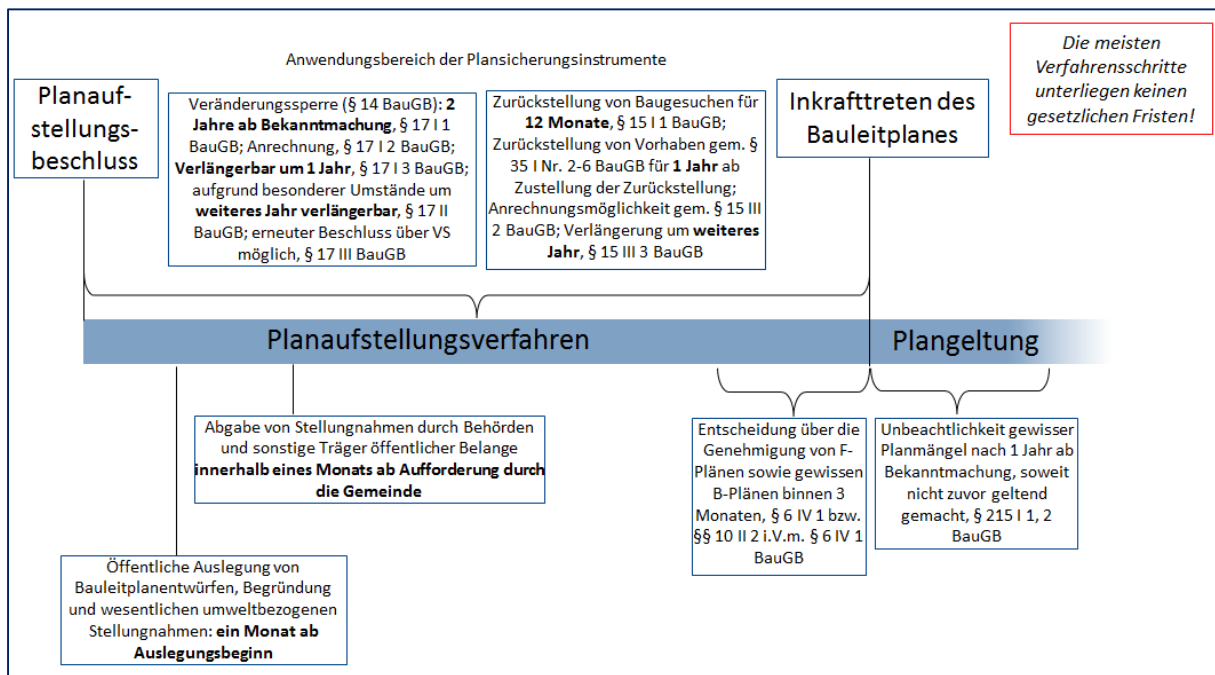 Anwendungsbereich der Plansicherungsinstrumente
Die meisten
Verfahrensschritte
unterliegen keinen
gesetzlichen Fristen!
Planauf-
stellungs-
beschluss
Veränderungssperre (§ 14 BauGB): 2
Jahre ab Bekanntmachung, § 17 I 1
BauGB; Anrechnung, § 17 I 2 BauGB;
Verlängerbar um 1 Jahr, § 17 I 3 BauGB;
aufgrund besonderer Umstände um
weiteres Jahr verlängerbar, § 17 II
BauGB; erneuter Beschluss über VS
möglich, § 17 III BauGB
Zurückstellung von Baugesuchen für
12 Monate, § 15 I 1 BauGB;
Zurückstellung von Vorhaben gem. §
35 I Nr. 2-6 BauGB für 1 Jahr ab
Zustellung der Zurückstellung;
Anrechnungsmöglichkeit gem. § 15 III
2 BauGB; Verlängerung um weiteres
Jahr, § 15 III 3 BauGB
Inkrafttreten des
Bauleitplanes
Planaufstellungsverfahren
Plangeltung
Abgabe von Stellungnahmen durch Behörden
und sonstige Träger öffentlicher Belange
innerhalb eines Monats ab Aufforderung durch
die Gemeinde
Entscheidung über die
Genehmigung von F-
Plänen sowie gewissen
B-Plänen binnen 3
Monaten, § 6 IV 1 bzw.
§§ 10 II 2 i.V.m. § 6 IV 1
BauGB
Unbeachtlichkeit gewisser
Planmängel nach 1 Jahr ab
Bekanntmachung, soweit
nicht zuvor geltend
gemacht, § 215 I 1, 2
BauGB
Öffentliche Auslegung von
Bauleitplanentwürfen, Begründung
und wesentlichen umweltbezogenen
Stellungnahmen: ein Monat ab
Auslegungsbeginn